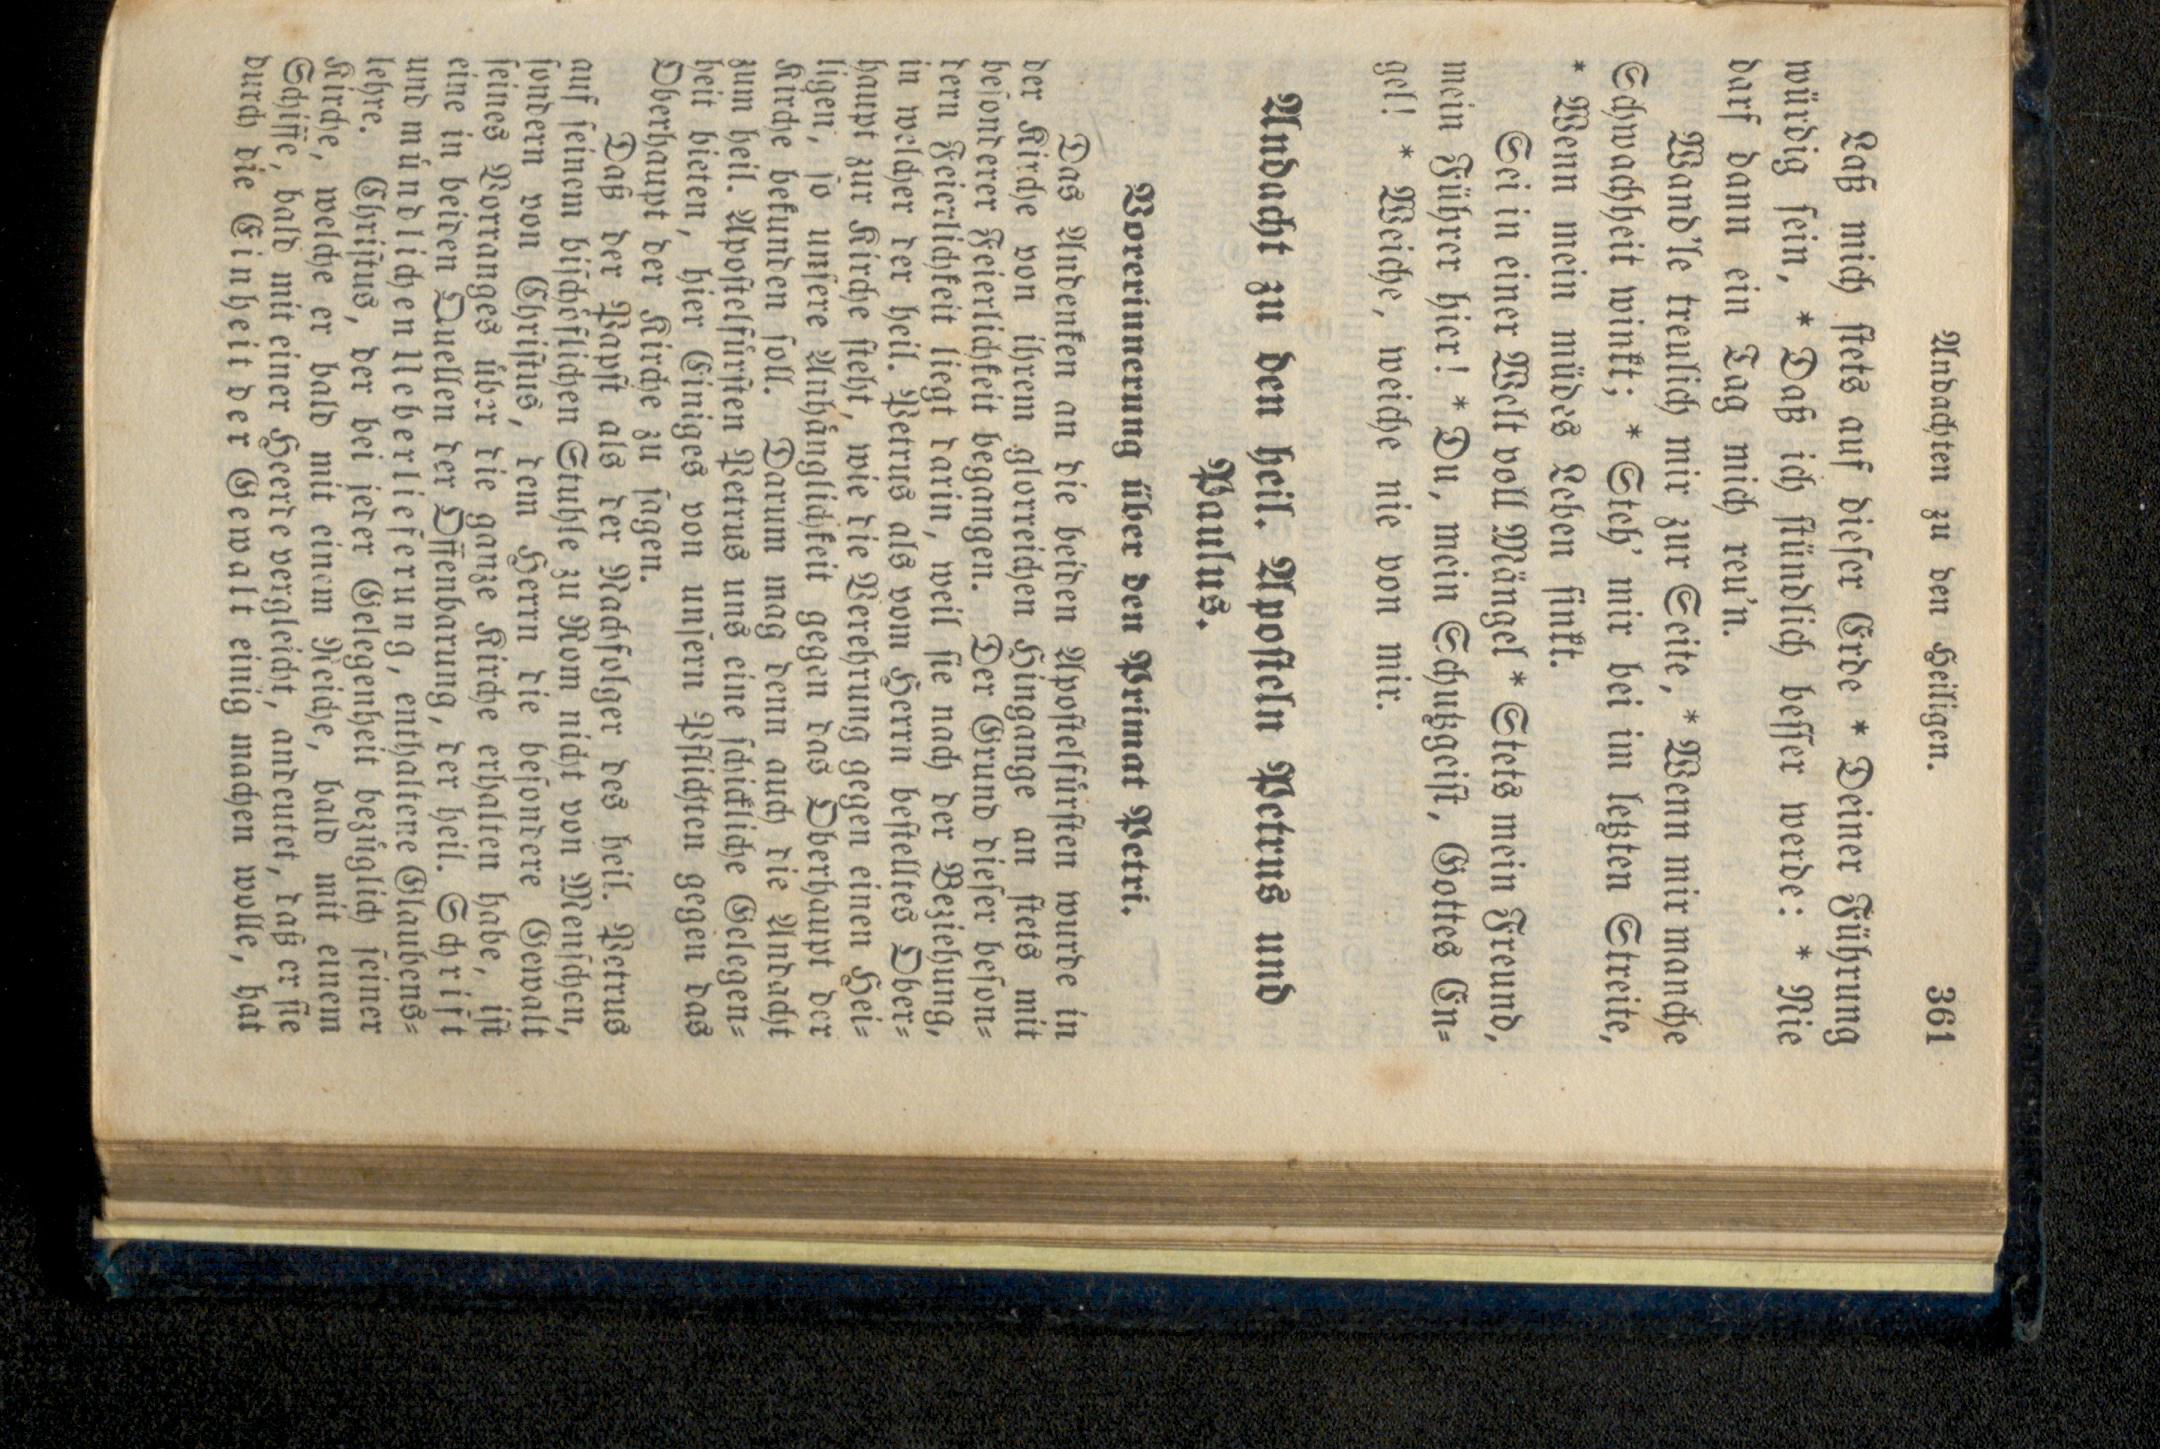 Andachten zu den Heiligen. 361
Laß mich stets auf dieser Erde * Deiner Führung
würdig sein, * Daß ich stündlich besser werde: * Nie
darf dann ein Tag mich reu'n.
Wand'le treulich mir zur Seite, * Wenn mir manche
Schwachheit winkt; * Steh' mir bei im letzten Streite,
* Wenn mein müdes Leben sinkt.
Sei in einer Welt voll Mängel * Stets mein Freund,
mein Führer hier! * Du, mein Schutzgeist, Gottes En-
gel! * Weiche, weiche nie von mir.
Andacht zu den heil. Aposteln Petrus und
Paulus.
Vorerinnerung über den Primat Petri.
Das Andenken an die beiden Apostelfürsten wurde in
der Kirche von ihrem glorreichen Hingange an stets mit
besonderer Feierlichkeit begangen. Der Grund dieser beson-
dern Feierlichkeit liegt darin, weil sie nach der Beziehung,
in welcher der heil. Petrus als vom Herrn bestelltes Ober-
haupt zur Kirche steht, wie die Verehrung gegen einen Hei-
ligen, so unsere Anhänglichkeit gegen das Oberhaupt der
Kirche bekunden soll. Darum mag denn auch die Andacht
zum heil. Apostelfürsten Petrus uns eine schickliche Gelegen-
heit bieten, hier Einiges von unsern Pflichten gegen das
Oberhaupt der Kirche zu sagen.
Daß der Papst als der Nachfolger des heil. Petrus
auf seinem bischöflichen Stuhle zu Rom nicht von Menschen,
sondern von Christus, dem Herrn die besondere Gewalt
seines Vorranges über die ganze Kirche erhalten habe, ist
eine in beiden Quellen der Offenbarung, der heil. Schrift
und mündlichen Ueberlieferung, enthaltene Glaubens-
lehre. Christus, der bei jeder Gelegenheit bezüglich seiner
Kirche, welche er bald mit einem Reiche, bald mit einem
Schiffe, bald mit einer Heerde vergleicht, andeutet, daß er sie
durch die Einheit der Gewalt einig machen wolle, hat